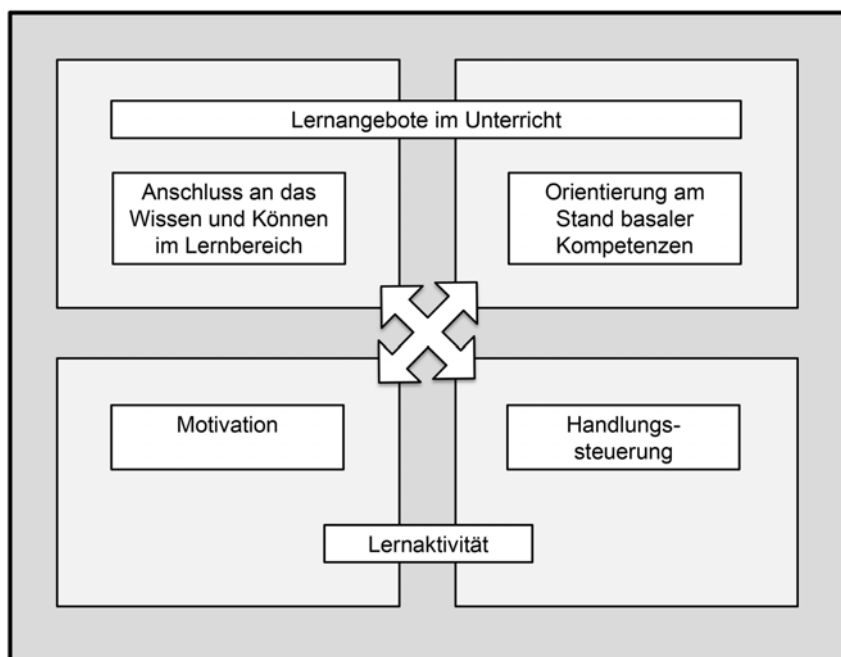 Lernangebote im Unterricht
Anschluss an das
Wissen und Können
im Lernbereich
Orientierung am
Stand basaler
Kompetenzen
Motivation
Handlungs-
steuerung
Lernaktivität